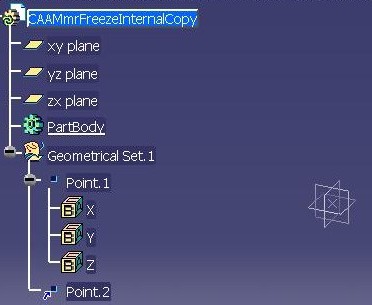 CAAMmrFreezeInternalCopy
xy plane
yz plane
zx plane
PartBody
Geometrical Set.1
Point.1
X
Y
Z
Point.2